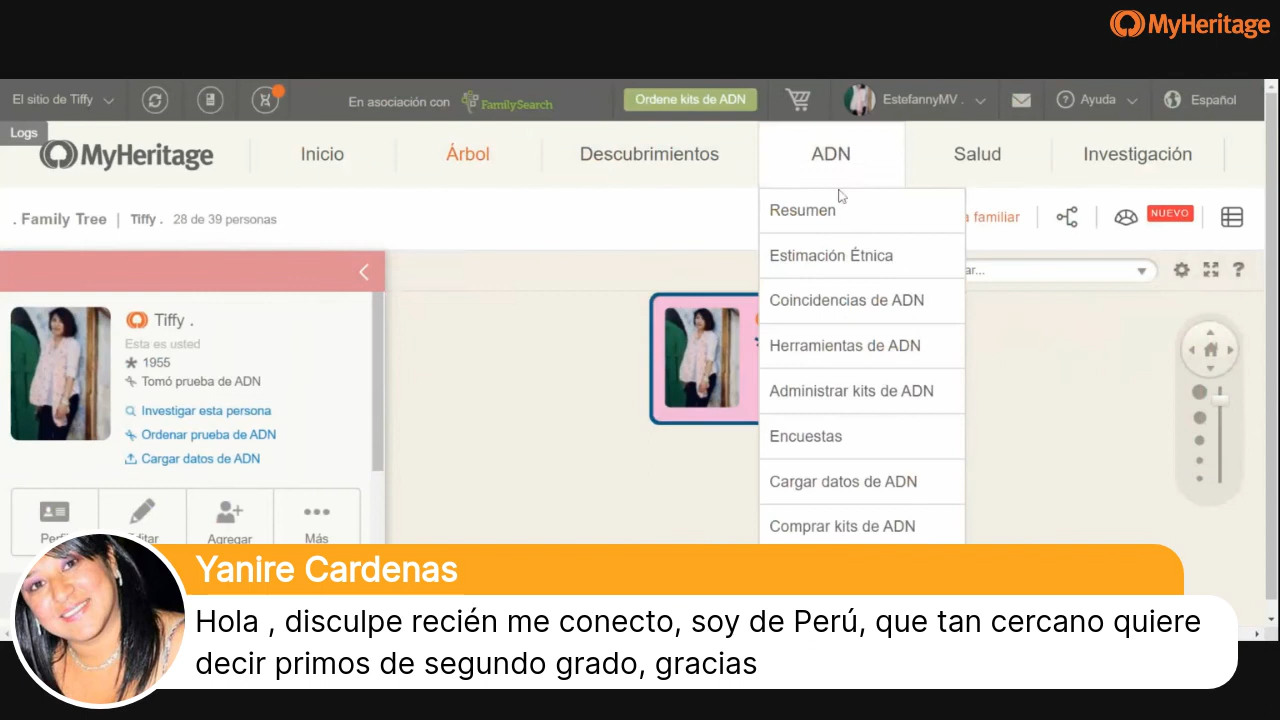 MyHeritage
El sitio de Tiffy
En asociación con FamilySearch
Ordene kits de ADN
EstefannyMV .
Ayuda
Español
Logs
MyHeritage
Inicio
Árbol
Descubrimientos
ADN
Salud
Investigación
. Family Tree | Tiffy . 28 de 39 personas
a familiar
NUEVO
Resumen
Estimación Étnica
Coincidencias de ADN
Herramientas de ADN
Administrar kits de ADN
Encuestas
Cargar datos de ADN
Comprar kits de ADN
ar...
?
Tiffy .
Esta es usted
1955
Tomó prueba de ADN
Investigar esta persona
Ordenar prueba de ADN
Cargar datos de ADN
Agregar
Más
Yanire Cardenas
Hola , disculpe recién me conecto, soy de Perú, que tan cercano quiere
decir primos de segundo grado, gracias